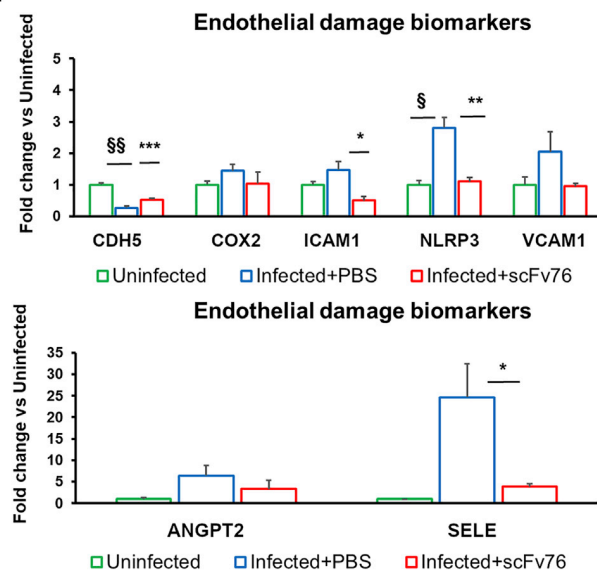 Endothelial damage biomarkers
Fold change vs Uninfected
5
4
3
2
1
0
§§
***
*
§
**
CDH5 COX2 ICAM1 NLRP3 VCAM1
Uninfected Infected+PBS Infected+scFv76
Endothelial damage biomarkers
Fold change vs Uninfected
35
30
25
20
15
10
5
0
*
ANGPT2 SELE
Uninfected Infected+PBS Infected+scFv76